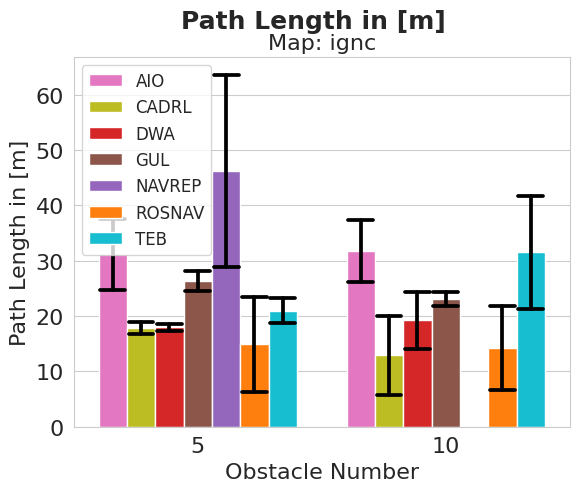 Path Length in [m]
Map: ignc
Path Length in [m]
60
50
40
30
20
10
0
AIO
CADRL
DWA
GUL
NAVREP
ROSNAV
TEB
5
10
Obstacle Number